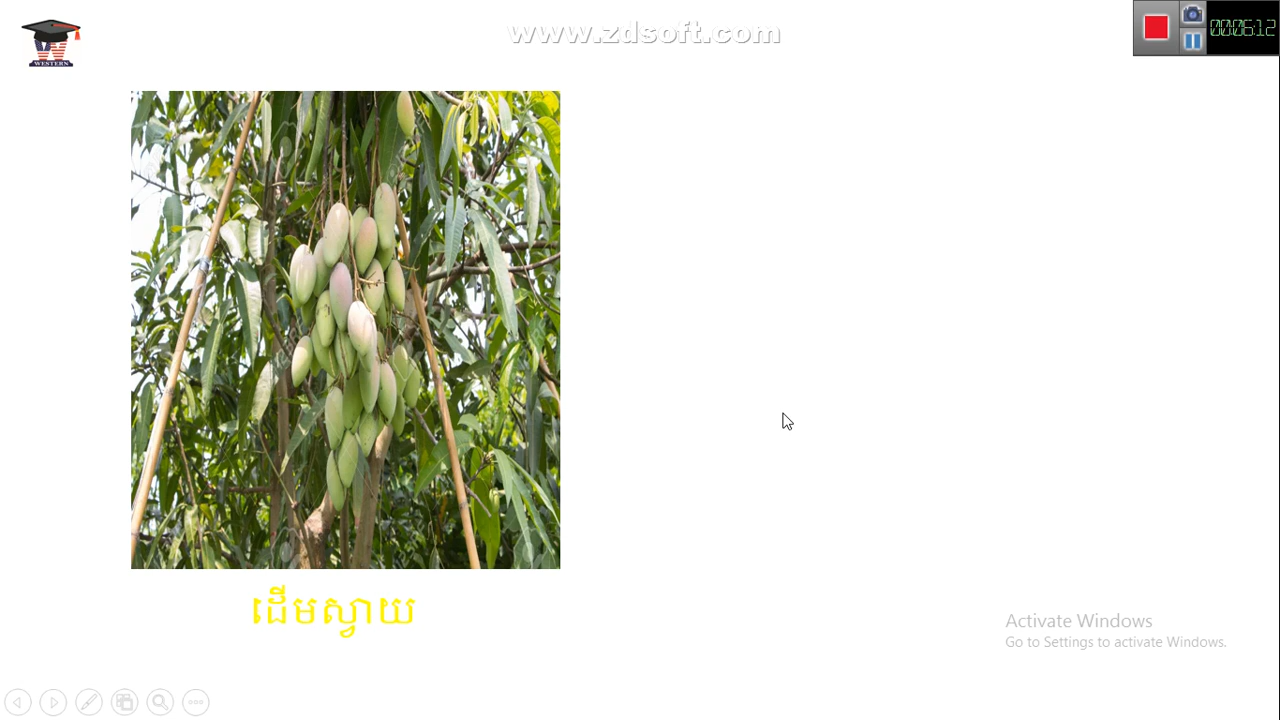 www.zdsoft.com
00:06:12
W
WESTERN
ដើមស្វាយ
Activate Windows
Go to Settings to activate Windows.